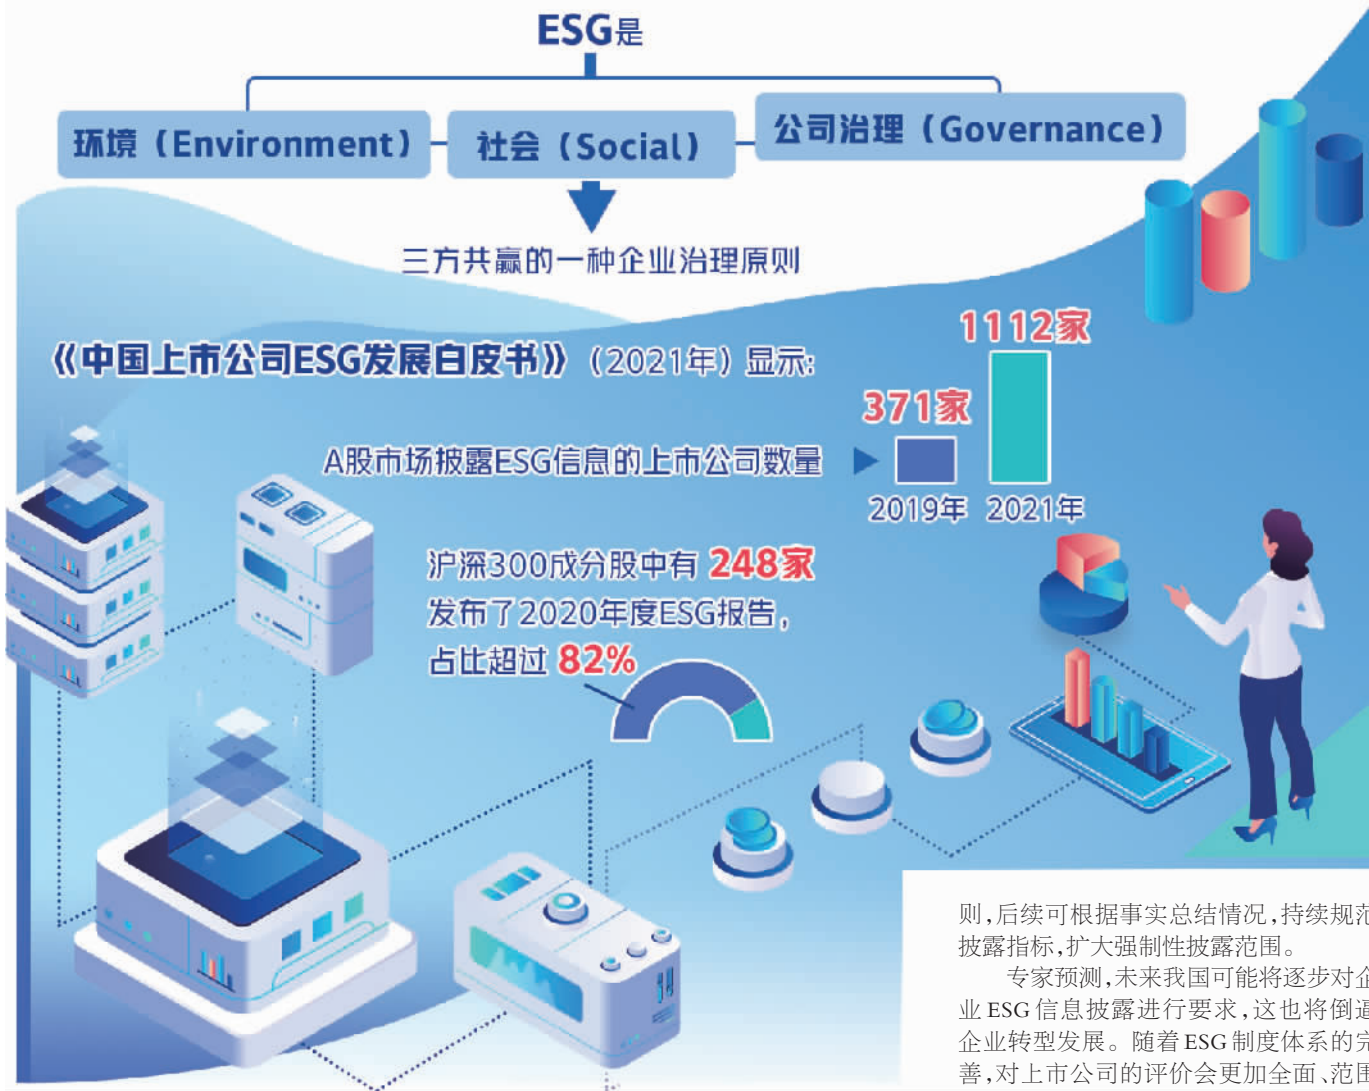 ESG是
环境（Environment）
社会（Social）
公司治理（Governance）
三方共赢的一种企业治理原则
《中国上市公司ESG发展白皮书》（2021年）显示:
1112家
371家
A股市场披露ESG信息的上市公司数量
2019年 2021年
沪深300成分股中有 248家
发布了2020年度ESG报告，
占比超过 82%
则，后续可根据事实总结情况，持续规范
披露指标，扩大强制性披露范围。
专家预测，未来我国可能将逐步对企
业ESG信息披露进行要求，这也将倒逼
企业转型发展。随着ESG制度体系的完
善，对上市公司的评价会更加全面、范围